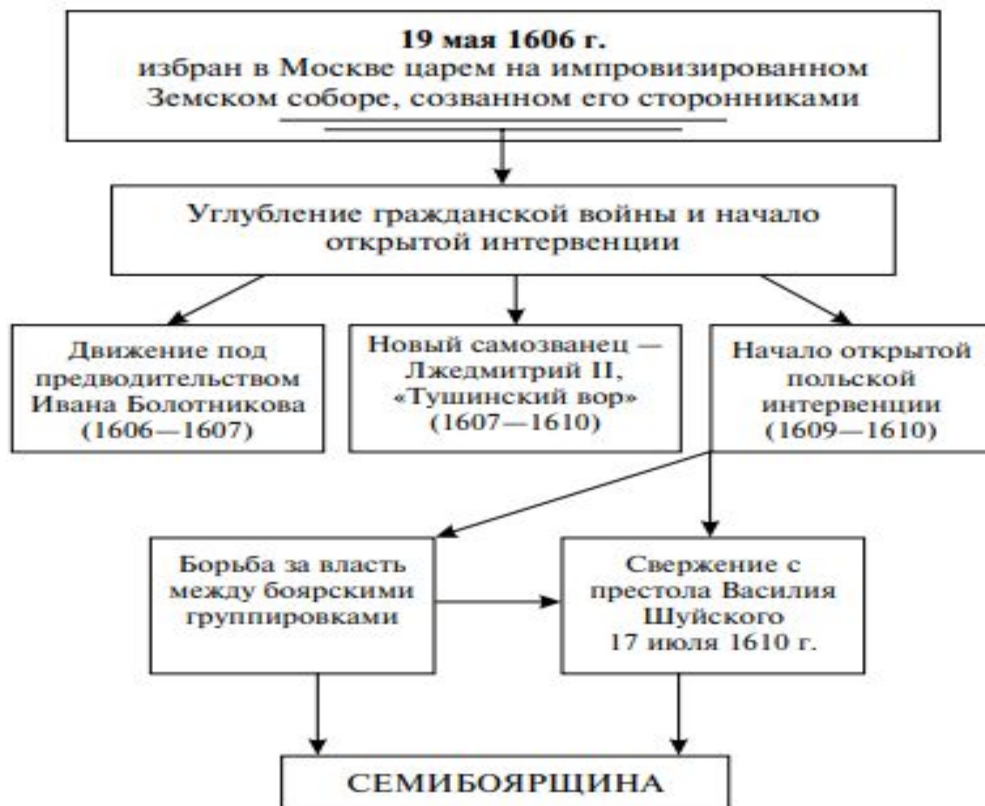 19 мая 1606 г.
избран в Москве царем на импровизированном
Земском соборе, созванном его сторонниками
Углубление гражданской войны и начало
открытой интервенции
Движение под
предводительством
Ивана Болотникова
(1606—1607)
Новый самозванец —
Лжедмитрий II,
«Тушинский вор»
(1607—1610)
Начало открытой
польской
интервенции
(1609—1610)
Борьба за власть
между боярскими
группировками
Свержение с
престола Василия
Шуйского
17 июля 1610 г.
СЕМИБОЯРЩИНА